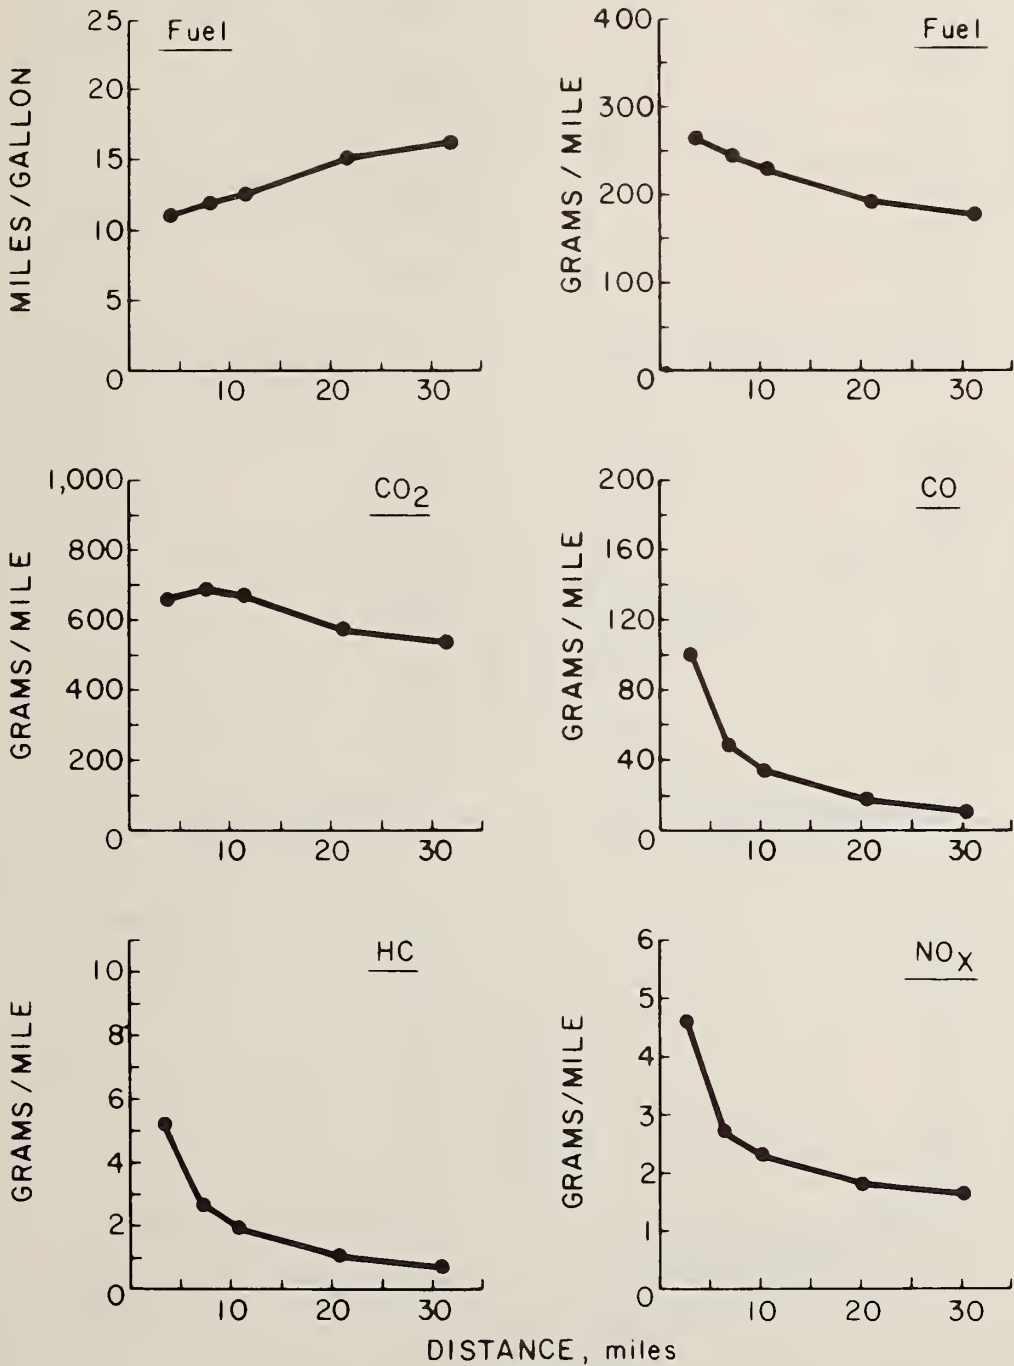 25
Fuel
20
15
10
5
0
10 20 30
MILES/GALLON
400
Fuel
300
200
100
0
10 20 30
GRAMS/MILE
1,000
CO2
800
600
400
200
0
10 20 30
GRAMS/MILE
200
CO
160
120
80
40
0
10 20 30
GRAMS/MILE
10
HC
8
6
4
2
0
10 20 30
GRAMS/MILE
6
NOX
5
4
3
2
1
0
10 20 30
GRAMS/MILE
DISTANCE, miles